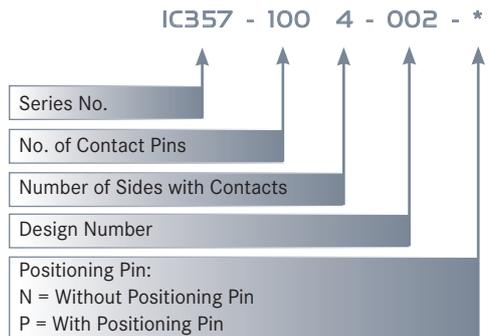 IC357 - 100 4 - 002 - *
Series No.
No. of Contact Pins
Number of Sides with Contacts
Design Number
Positioning Pin:
N = Without Positioning Pin
P = With Positioning Pin